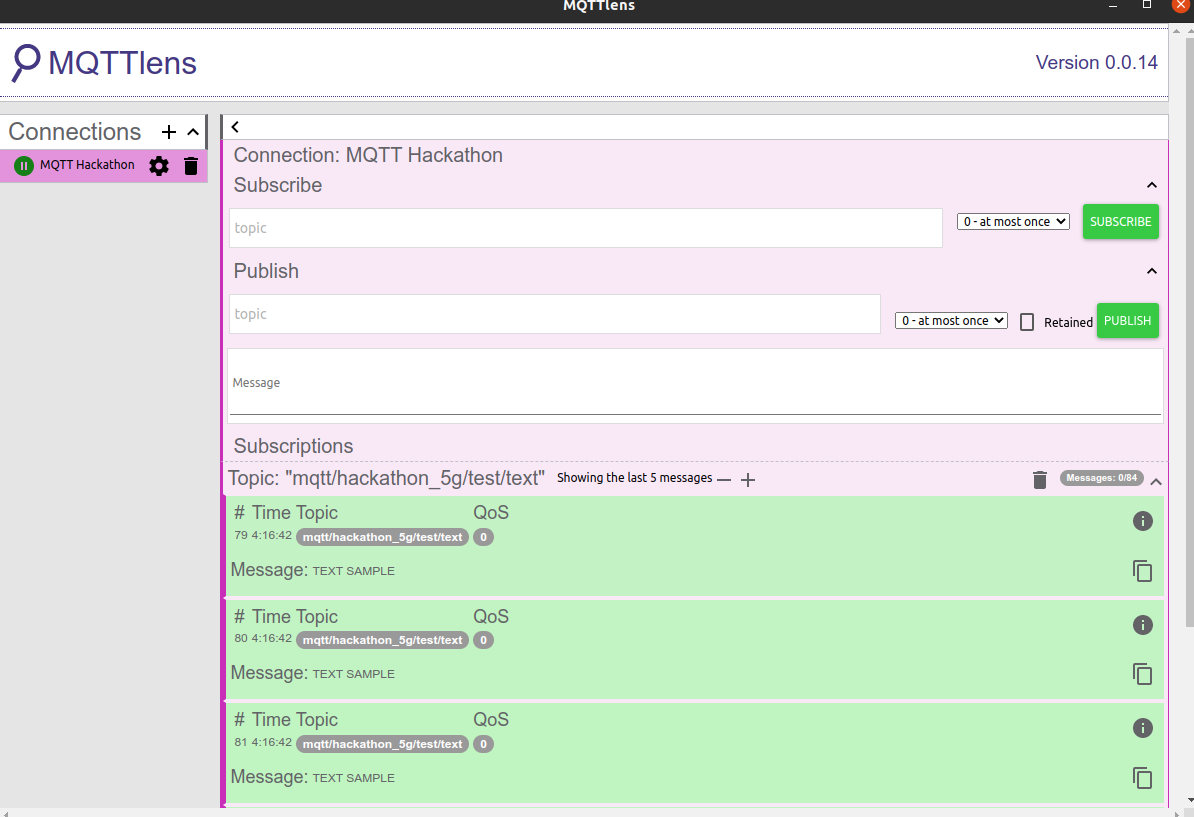 MQTTlens
MQTTlens
Version 0.0.14
Connections
MQTT Hackathon
Connection: MQTT Hackathon
Subscribe
topic
0 - at most once
SUBSCRIBE
Publish
topic
0 - at most once
Retained
PUBLISH
Message
Subscriptions
Topic: "mqtt/hackathon_5g/test/text" Showing the last 5 messages
Messages: 0/84
# Time Topic QoS
79 4:16:42 mqtt/hackathon_5g/test/text 0
Message: TEXT SAMPLE
# Time Topic QoS
80 4:16:42 mqtt/hackathon_5g/test/text 0
Message: TEXT SAMPLE
# Time Topic QoS
81 4:16:42 mqtt/hackathon_5g/test/text 0
Message: TEXT SAMPLE